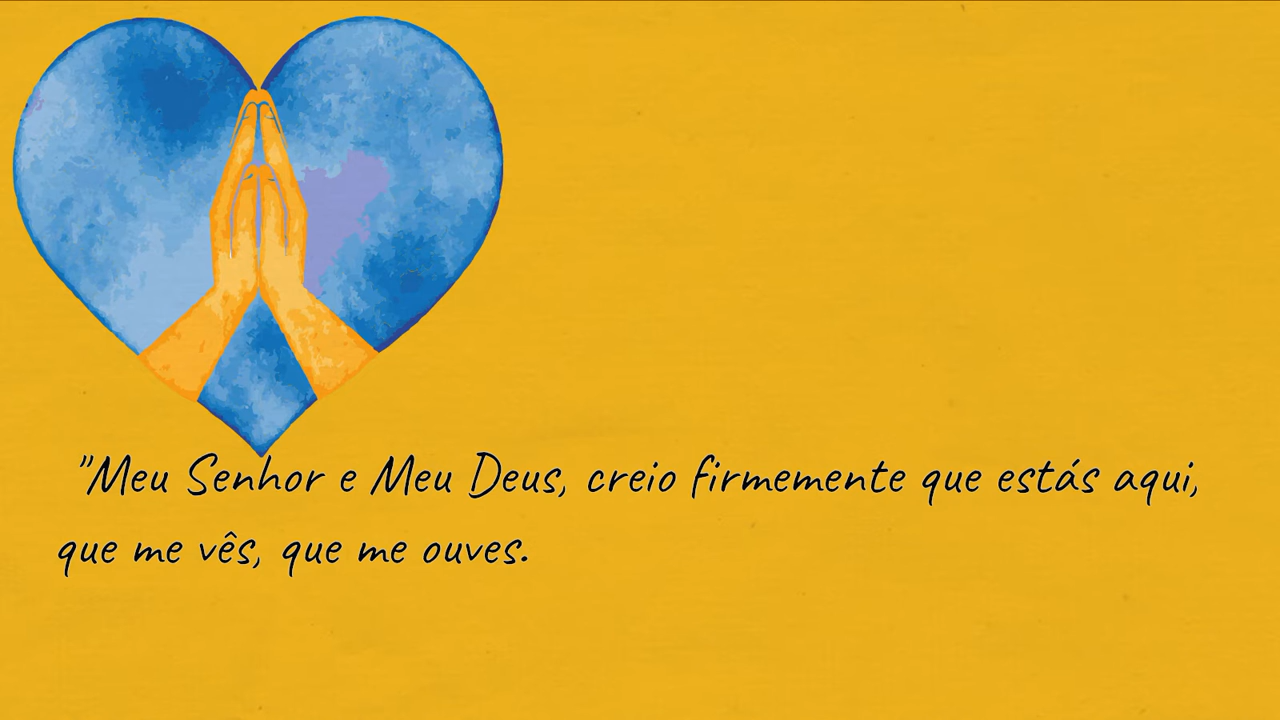 "Meu Senhor e Meu Deus, creio firmemente que estás aqui,
que me vês, que me ouves.